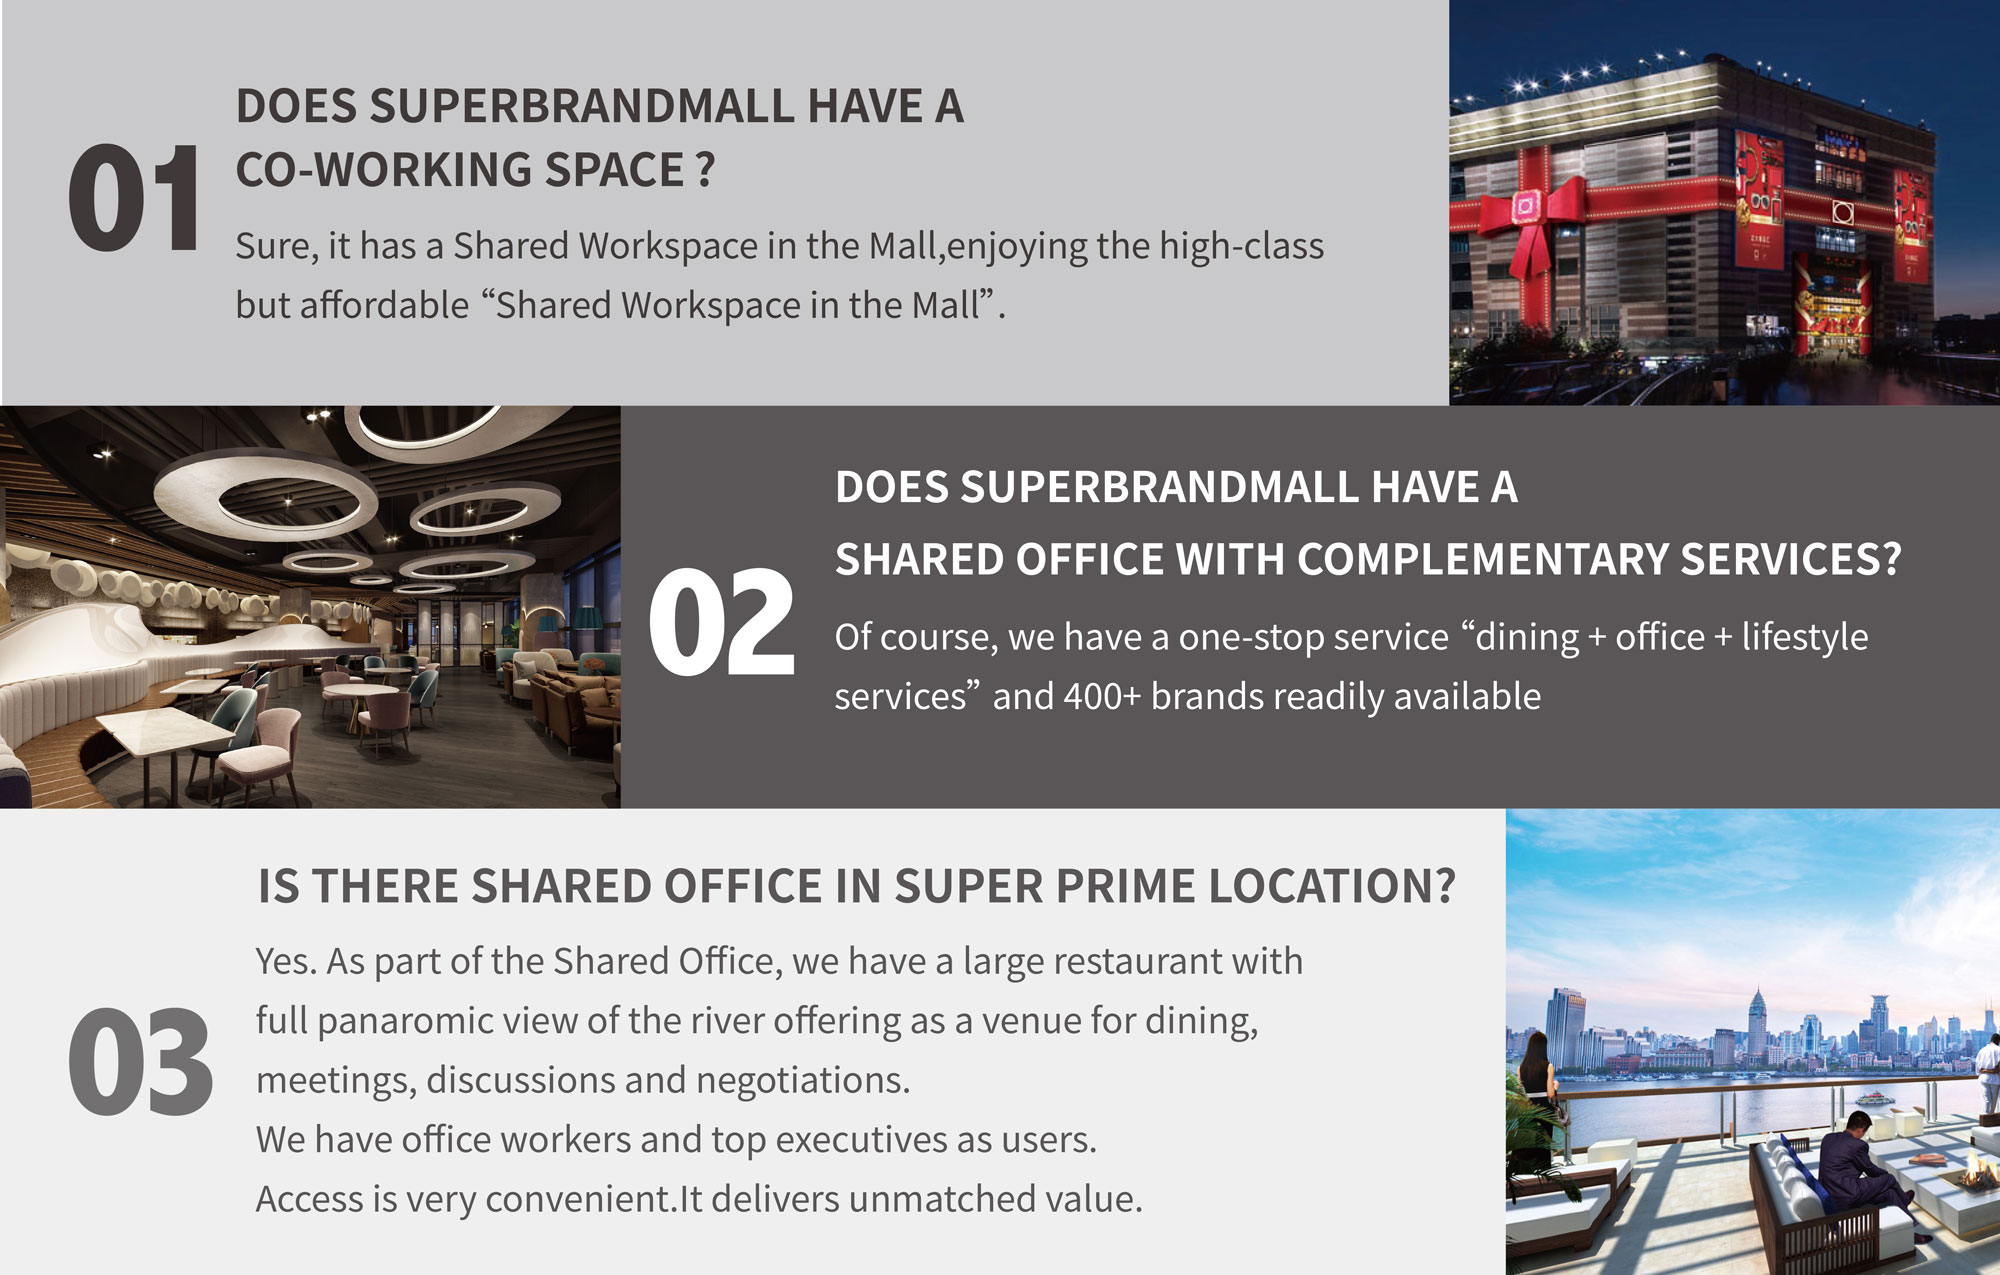 01
DOES SUPERBRANDMALL HAVE A
CO-WORKING SPACE ?
Sure, it has a Shared Workspace in the Mall,enjoying the high-class
but affordable “Shared Workspace in the Mall”.
02
DOES SUPERBRANDMALL HAVE A
SHARED OFFICE WITH COMPLEMENTARY SERVICES?
Of course, we have a one-stop service “dining + office + lifestyle
services” and 400+ brands readily available
03
IS THERE SHARED OFFICE IN SUPER PRIME LOCATION?
Yes. As part of the Shared Office, we have a large restaurant with
full panaromic view of the river offering as a venue for dining,
meetings, discussions and negotiations.
We have office workers and top executives as users.
Access is very convenient.It delivers unmatched value.